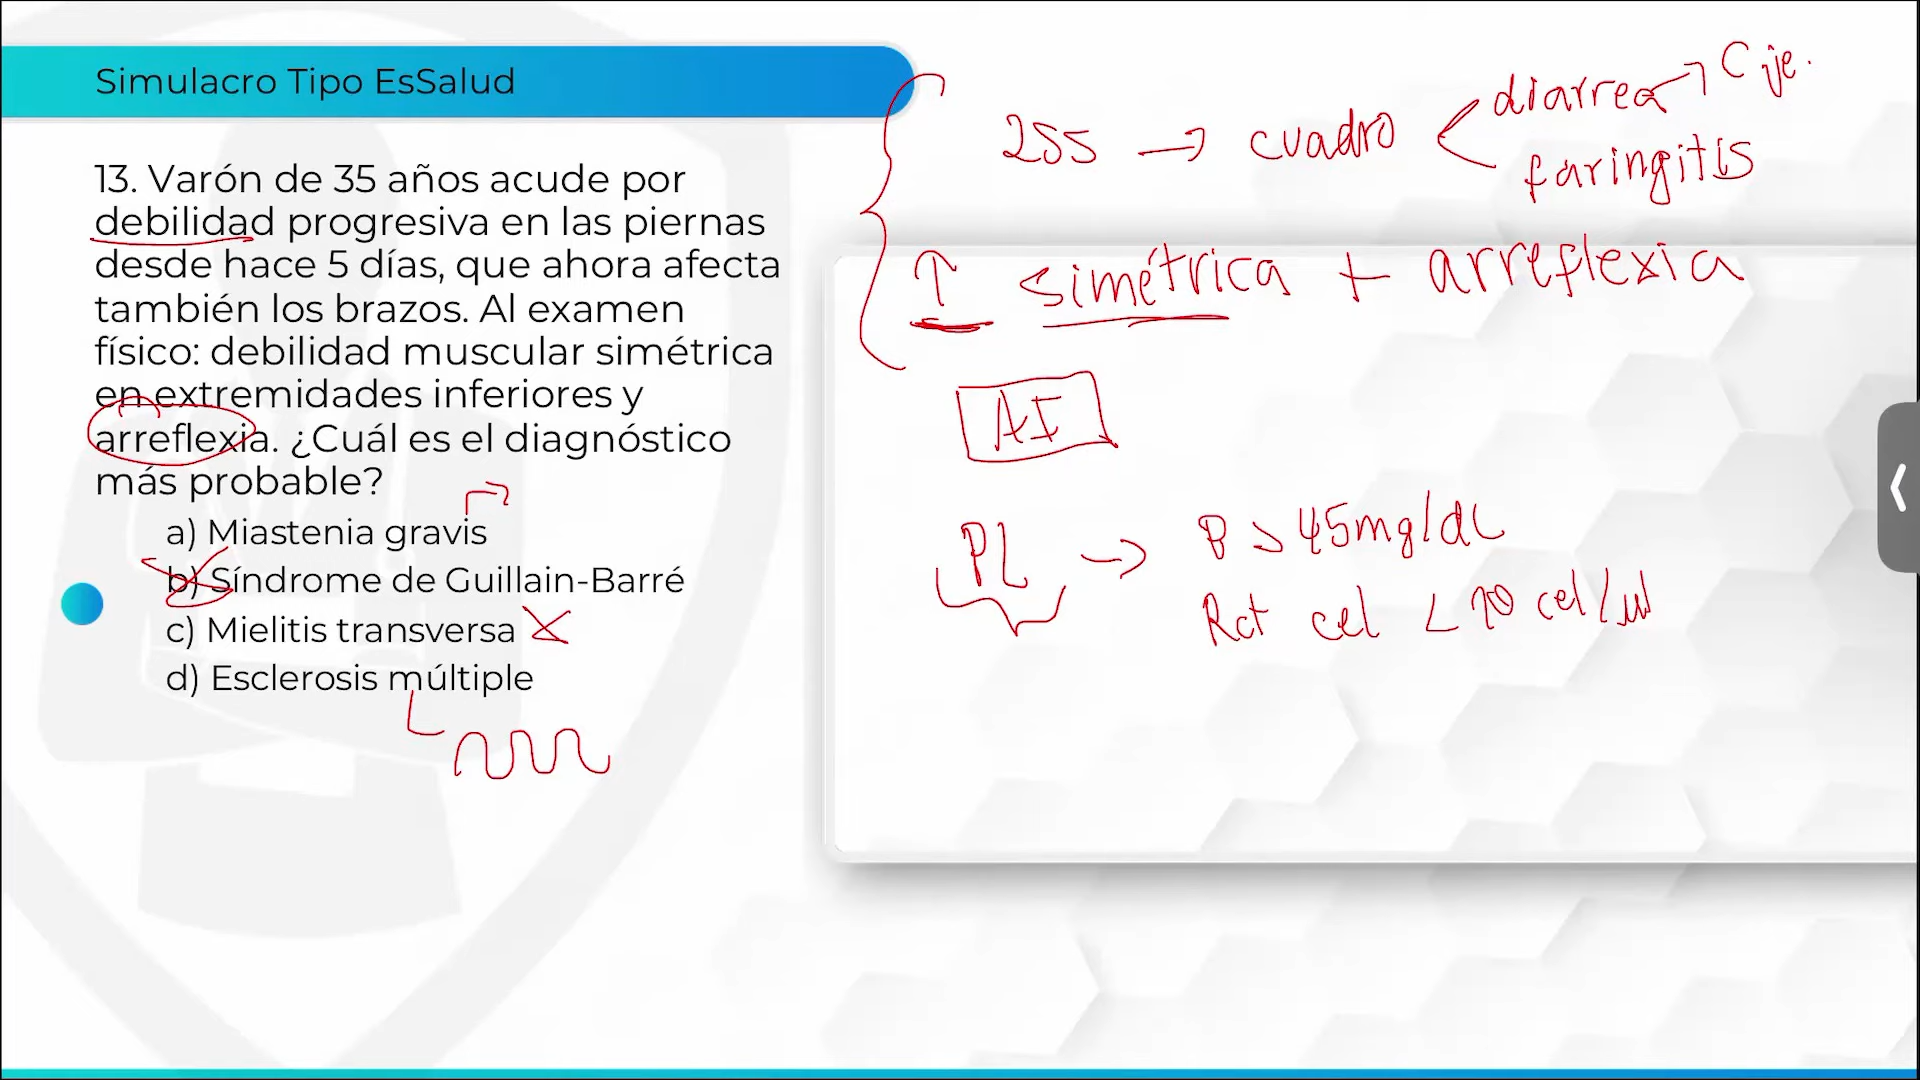 Simulacro Tipo EsSalud
13. Varón de 35 años acude por
debilidad progresiva en las piernas
desde hace 5 días, que ahora afecta
también los brazos. Al examen
físico: debilidad muscular simétrica
en extremidades inferiores y
arreflexia. ¿Cuál es el diagnóstico
más probable?
a) Miastenia gravis
b) Síndrome de Guillain-Barré
c) Mielitis transversa
d) Esclerosis múltiple
2SS → cuadro < diarrea → C je.
faringitis
↑ simétrica + arreflexia
AI
PL → P > 45mg/dL
Rct cel < 10 cel/µl